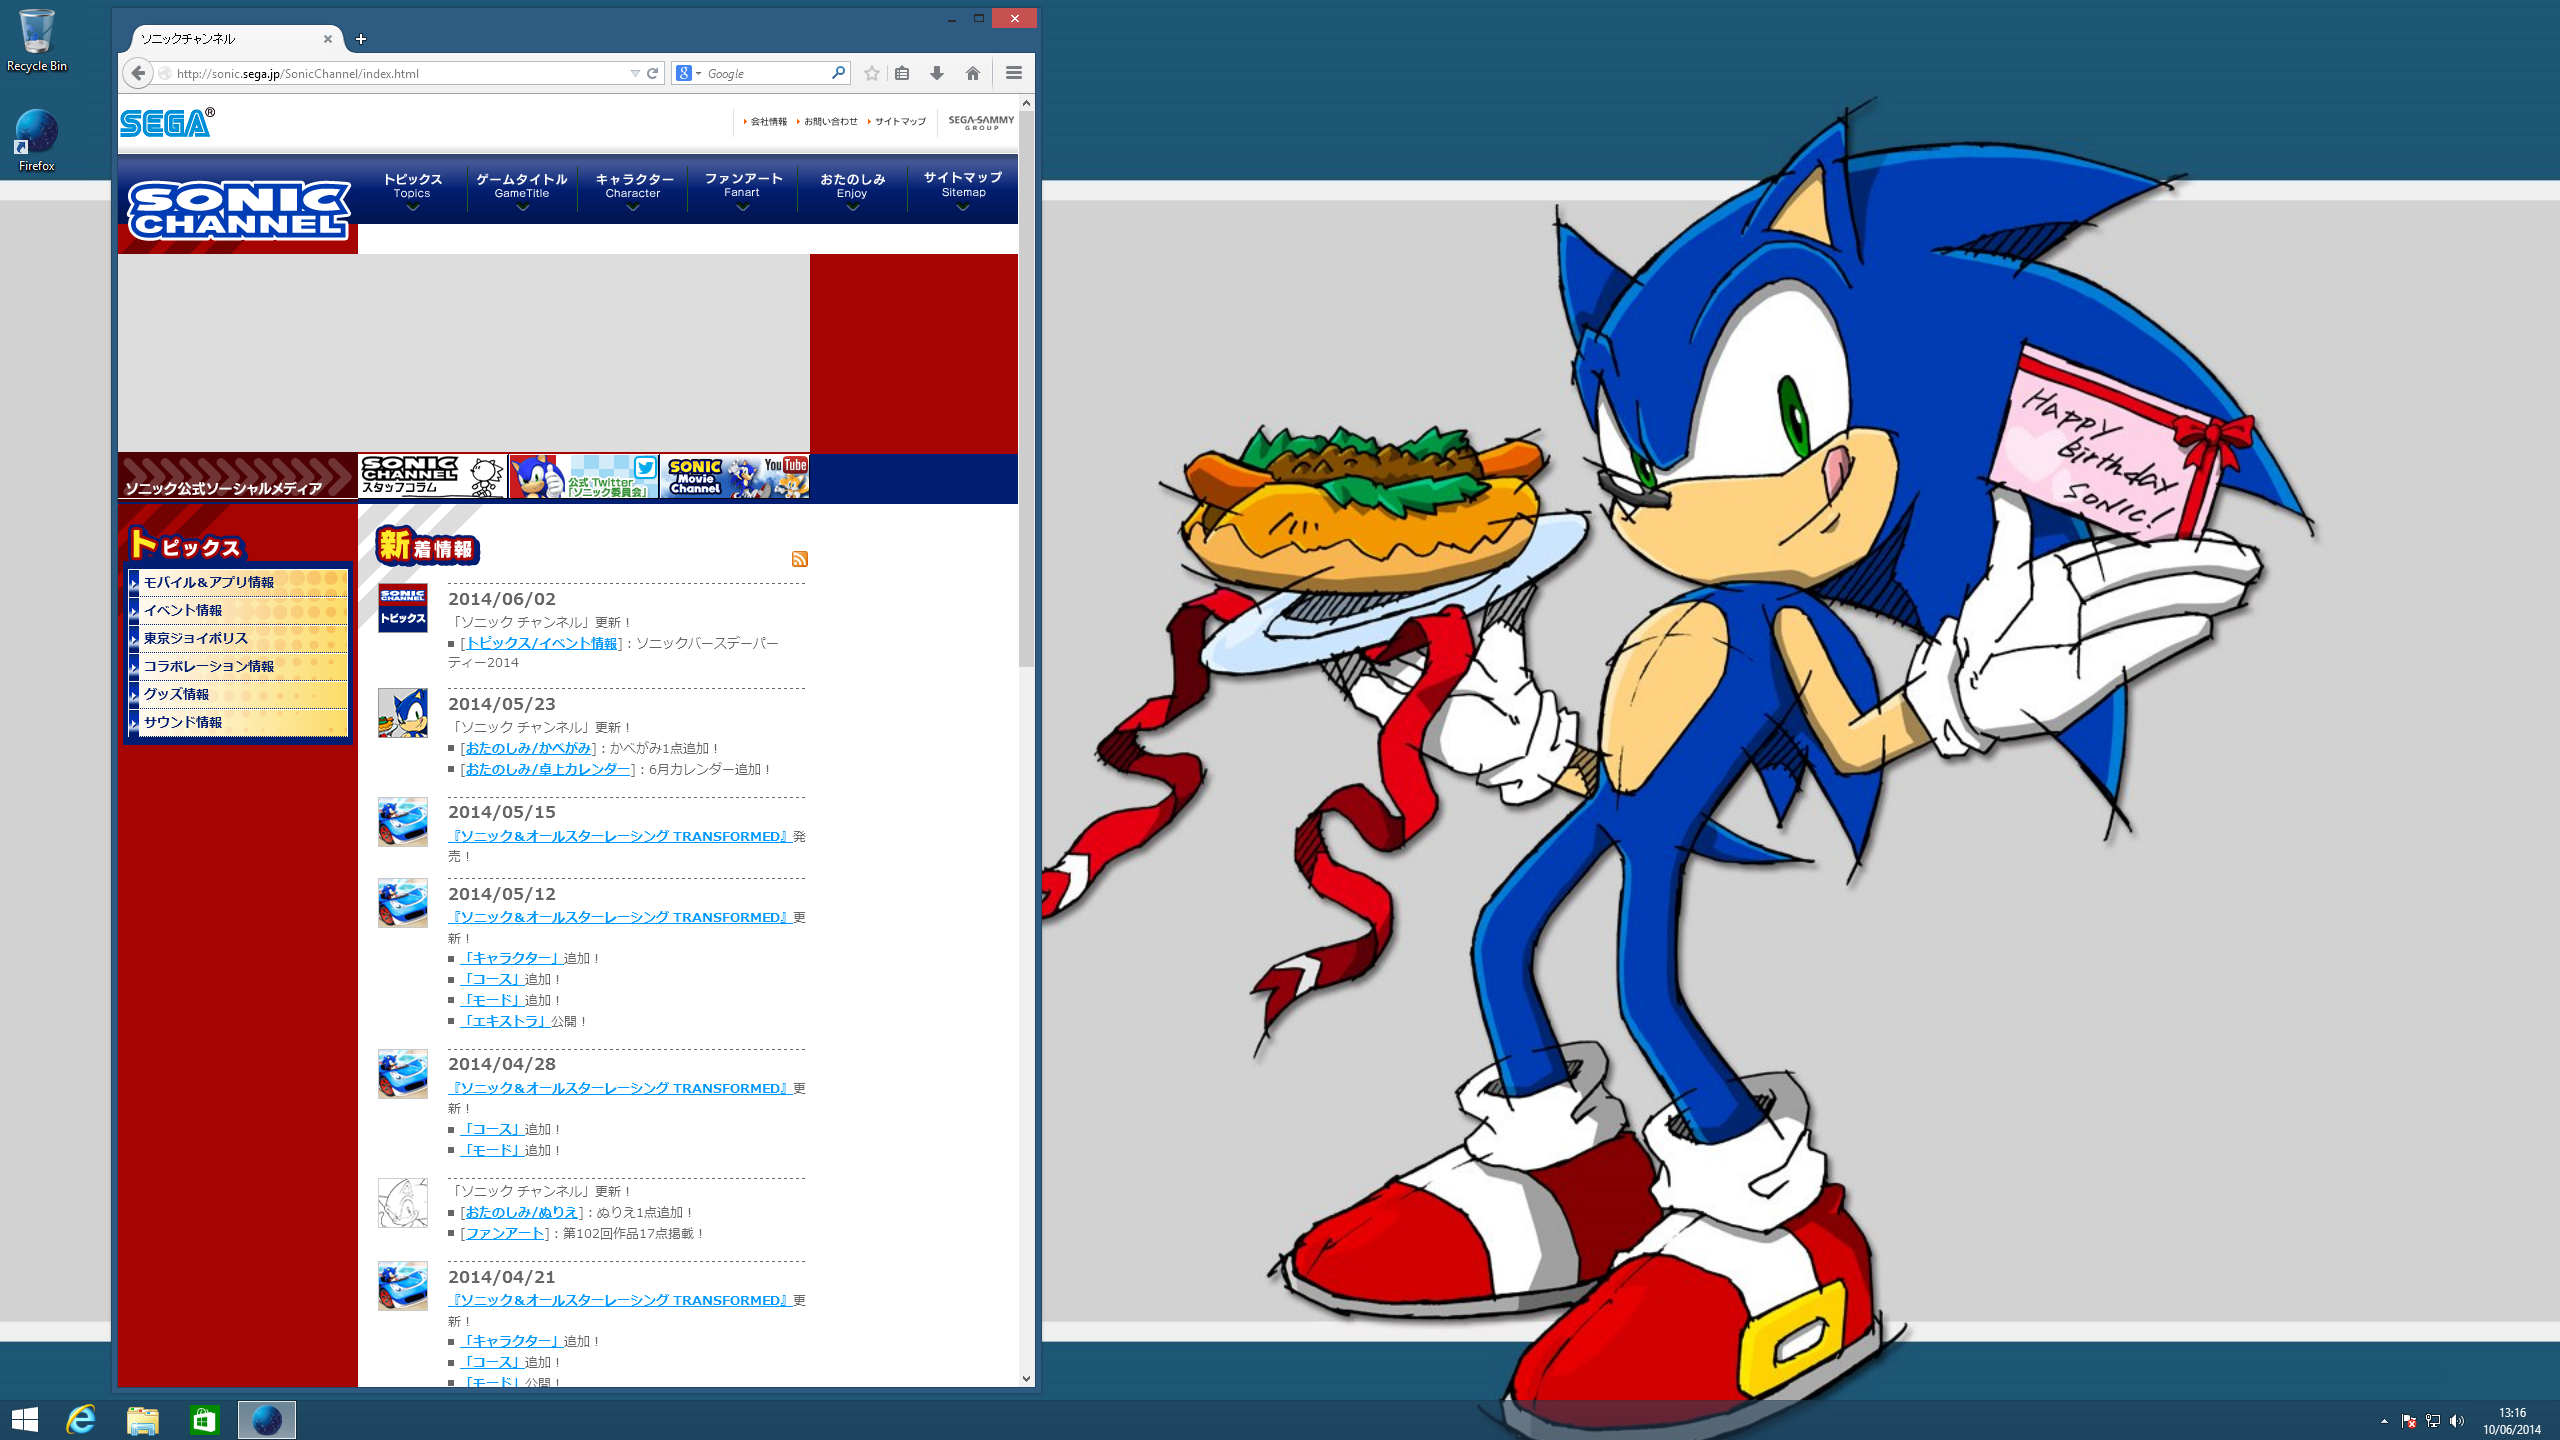 Recycle Bin
Firefox
ソニックチャンネル
http://sonic.sega.jp/SonicChannel/index.html
Google
SEGA®
会社情報 お問い合わせ サイトマップ
SEGA SAMMY
GROUP
SONIC
CHANNEL
トピックス
Topics
ゲームタイトル
GameTitle
キャラクター
Character
ファンアート
Fanart
おたのしみ
Enjoy
サイトマップ
Sitemap
ソニック公式ソーシャルメディア
SONIC
CHANNEL
スタッフコラム
公式 Twitter
「ソニック委員会」
SONIC
Movie
Channel
YouTube
トピックス
モバイル＆アプリ情報
イベント情報
東京ジョイポリス
コラボレーション情報
グッズ情報
サウンド情報
新着情報
SONIC
CHANNEL
トピックス
2014/06/02
「ソニック チャンネル」更新！
[トピックス/イベント情報]：ソニックバースデーパー
ティー2014
2014/05/23
「ソニック チャンネル」更新！
[おたのしみ/かべがみ]：かべがみ1点追加！
[おたのしみ/卓上カレンダー]：6月カレンダー追加！
2014/05/15
『ソニック＆オールスターレーシング TRANSFORMED』発
売！
2014/05/12
『ソニック＆オールスターレーシング TRANSFORMED』更
新！
「キャラクター」追加！
「コース」追加！
「モード」追加！
「エキストラ」公開！
2014/04/28
『ソニック＆オールスターレーシング TRANSFORMED』更
新！
「コース」追加！
「モード」追加！
「ソニック チャンネル」更新！
[おたのしみ/ぬりえ]：ぬりえ1点追加！
[ファンアート]：第102回作品17点掲載！
2014/04/21
『ソニック＆オールスターレーシング TRANSFORMED』更
新！
「キャラクター」追加！
「コース」追加！
「モード」公開！
Happy
Birthday
SONIC!
13:16
10/06/2014